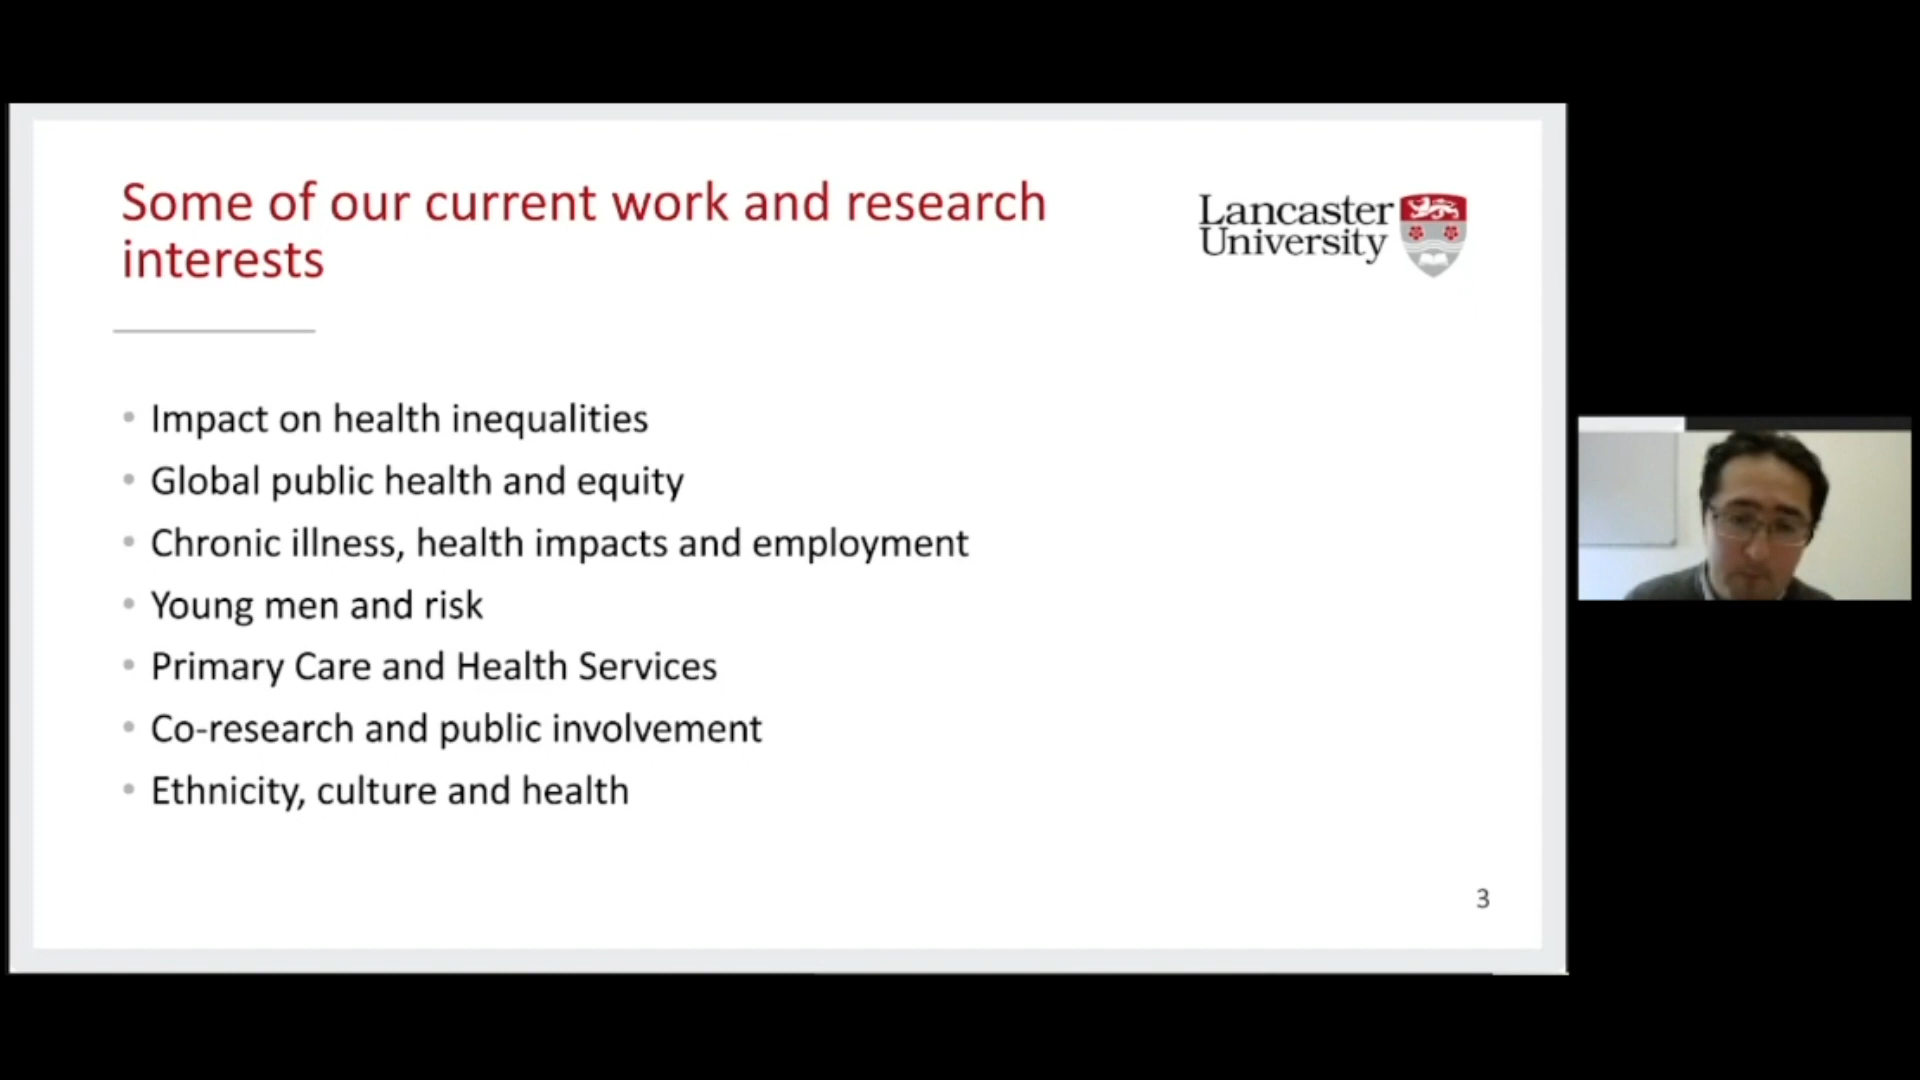 Some of our current work and research
interests
Lancaster
University
• Impact on health inequalities
• Global public health and equity
• Chronic illness, health impacts and employment
• Young men and risk
• Primary Care and Health Services
• Co-research and public involvement
• Ethnicity, culture and health
3